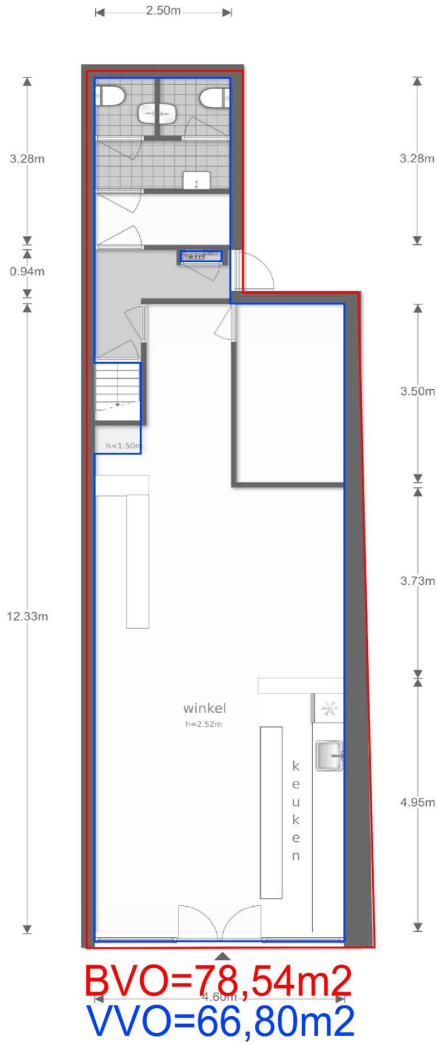 2.50m
3.28m
3.28m
0.94m
3.50m
h<1.50m
3.73m
12.33m
winkel
h=2.52m
keuken
4.95m
BVO=78,54m2
4.60m
VVO=66,80m2